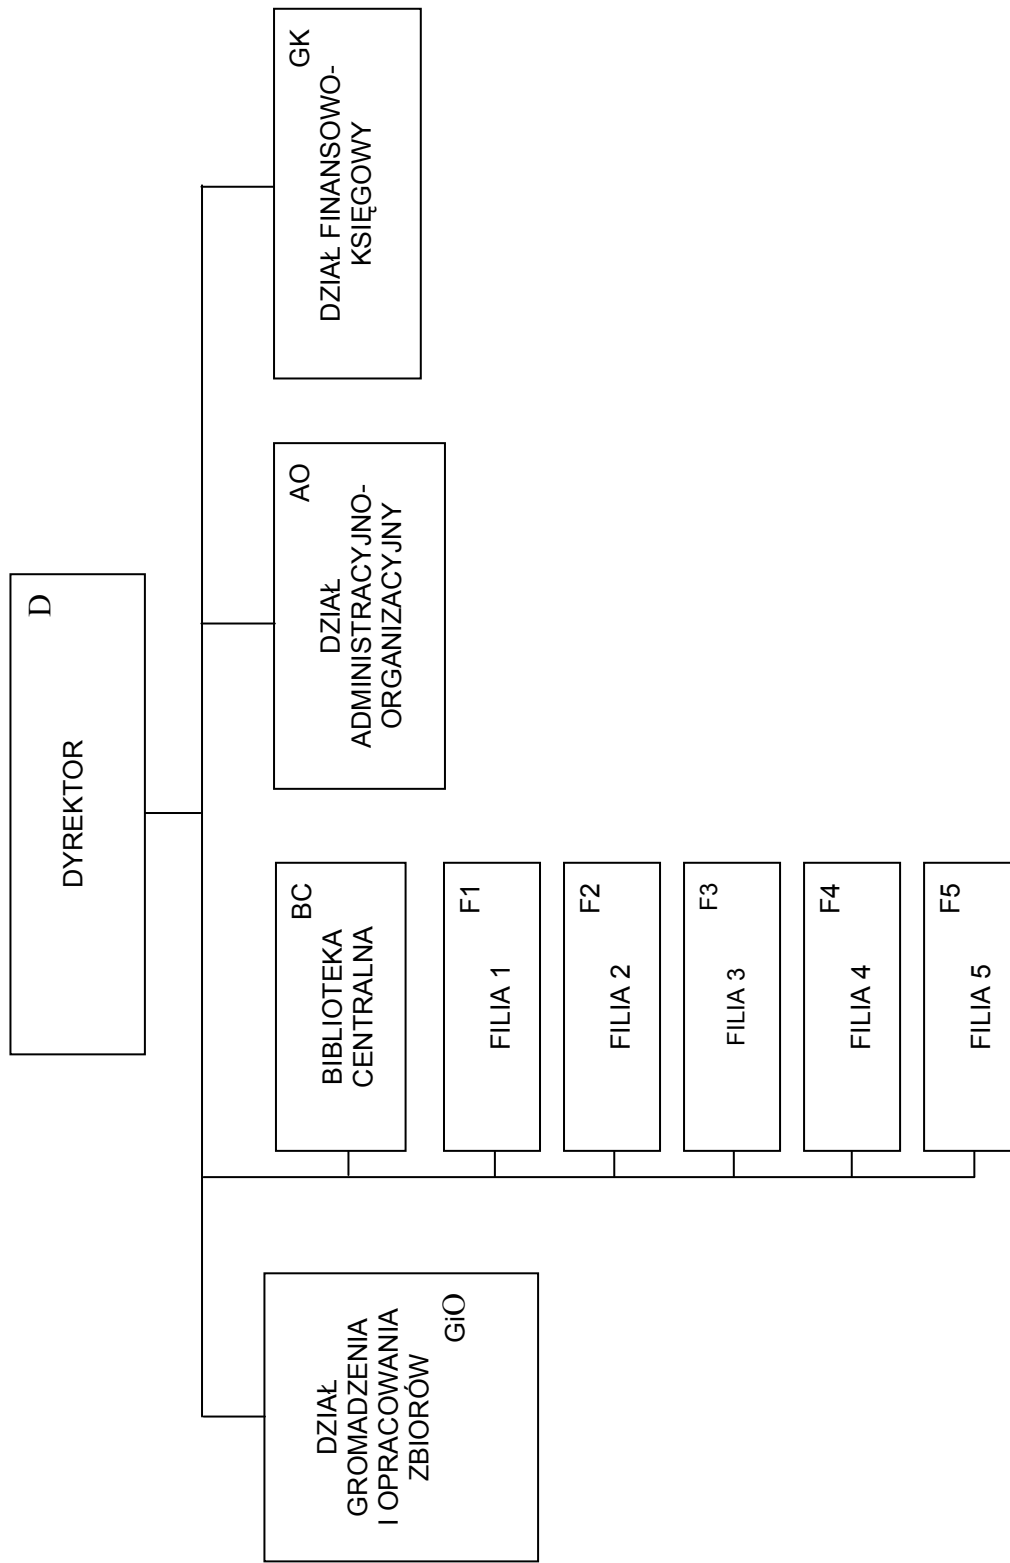 D
DYREKTOR
DZIAŁ
GROMADZENIA
I OPRACOWANIA
ZBIORÓW
GiO
BC
BIBLIOTEKA
CENTRALNA
F1
FILIA 1
F2
FILIA 2
F3
FILIA 3
F4
FILIA 4
F5
FILIA 5
AO
DZIAŁ
ADMINISTRACYJNO-
ORGANIZACYJNY
GK
DZIAŁ FINANSOWO-
KSIĘGOWY